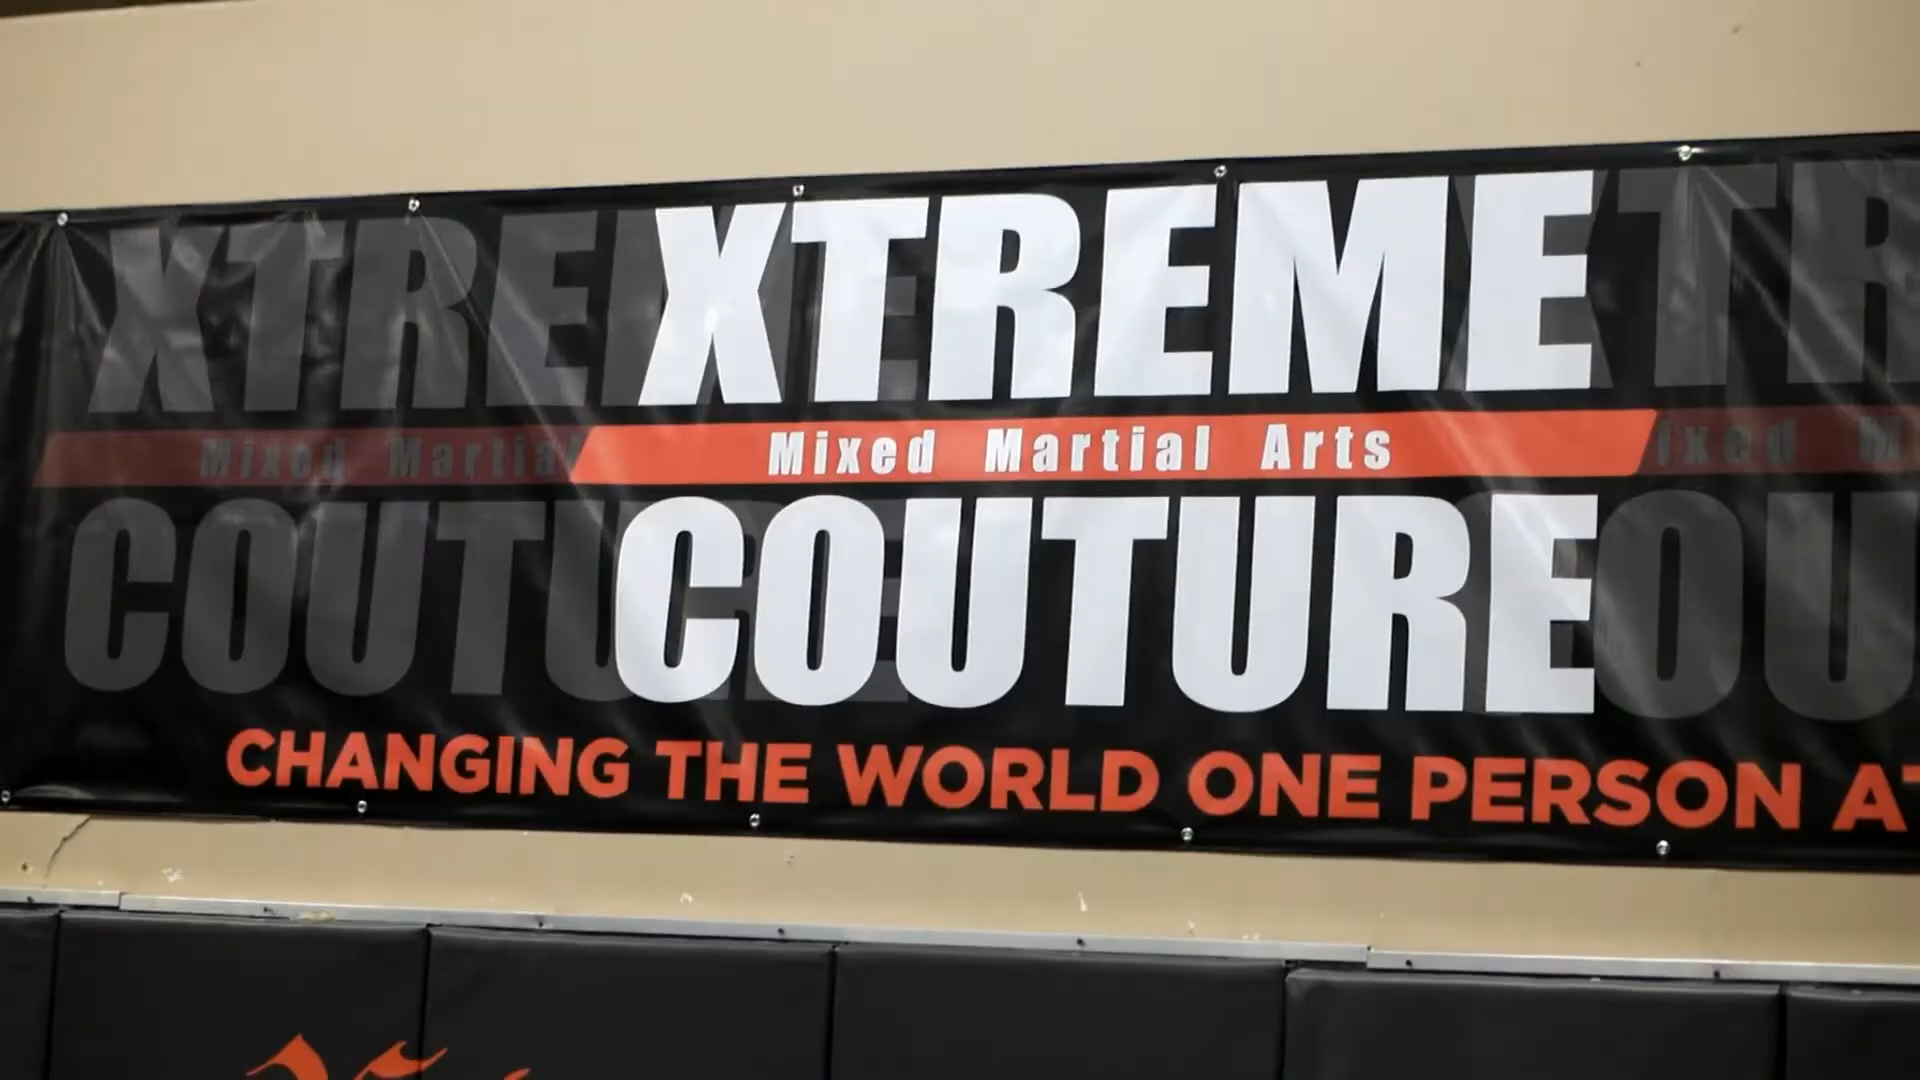 XTREME
Mixed Martial Arts
COUTURE
CHANGING THE WORLD ONE PERSON AT